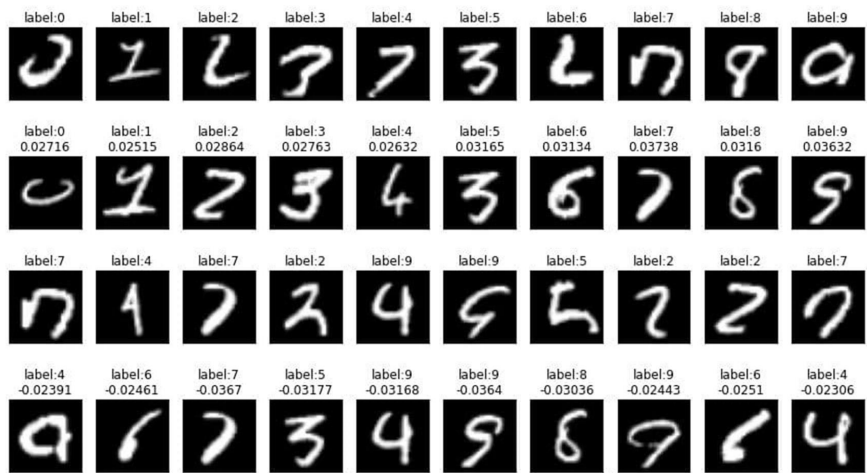 label:0 label:1 label:2 label:3 label:4 label:5 label:6 label:7 label:8 label:9
label:0 label:1 label:2 label:3 label:4 label:5 label:6 label:7 label:8 label:9
0.02716 0.02515 0.02864 0.02763 0.02632 0.03165 0.03134 0.03738 0.0316 0.03632
label:7 label:4 label:7 label:2 label:9 label:9 label:5 label:2 label:2 label:7
label:4 label:6 label:7 label:5 label:9 label:9 label:8 label:9 label:6 label:4
-0.02391 -0.02461 -0.0367 -0.03177 -0.03168 -0.0364 -0.03036 -0.02443 -0.0251 -0.02306